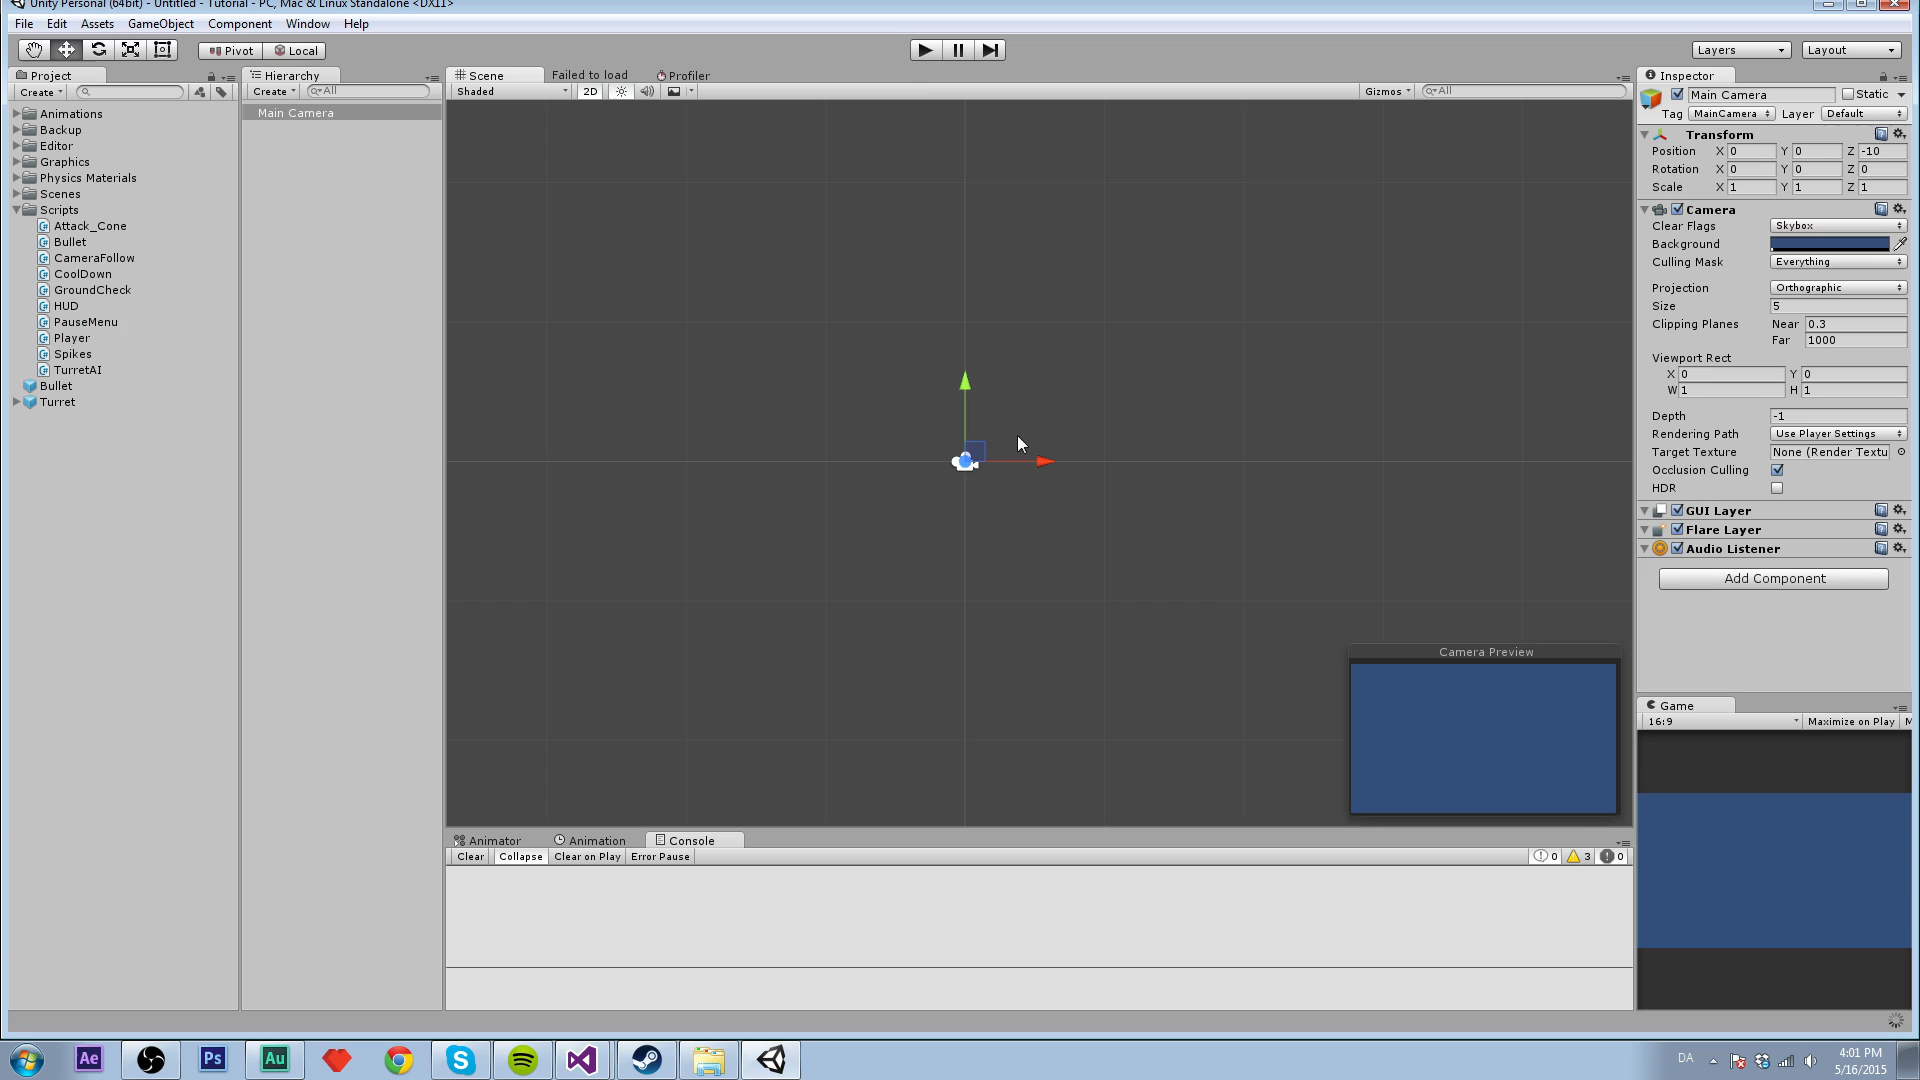 Unity Personal (64bit) - Untitled - Tutorial - PC, Mac & Linux Standalone <DX11>
File Edit Assets GameObject Component Window Help
Pivot Local Layers Layout
Project Hierarchy Scene Failed to load Profiler Inspector
Create Create All Shaded 2D Gizmos All
Main Camera Static
Tag MainCamera Layer Default
Transform
Position X 0 Y 0 Z -10
Rotation X 0 Y 0 Z 0
Scale X 1 Y 1 Z 1
Camera
Clear Flags Skybox
Background
Culling Mask Everything
Projection Orthographic
Size 5
Clipping Planes Near 0.3
Far 1000
Viewport Rect
X 0 Y 0
W 1 H 1
Depth -1
Rendering Path Use Player Settings
Target Texture None (Render Textu
Occlusion Culling
HDR
GUI Layer
Flare Layer
Audio Listener
Add Component
Main Camera
Animations
Backup
Editor
Graphics
Physics Materials
Scenes
Scripts
Attack_Cone
Bullet
CameraFollow
CoolDown
GroundCheck
HUD
PauseMenu
Player
Spikes
TurretAI
Bullet
Turret
Camera Preview
Game
16:9 Maximize on Play M
Animator Animation Console
Clear Collapse Clear on Play Error Pause 0 3 0
Ae Ps Au
DA
4:01 PM
5/16/2015